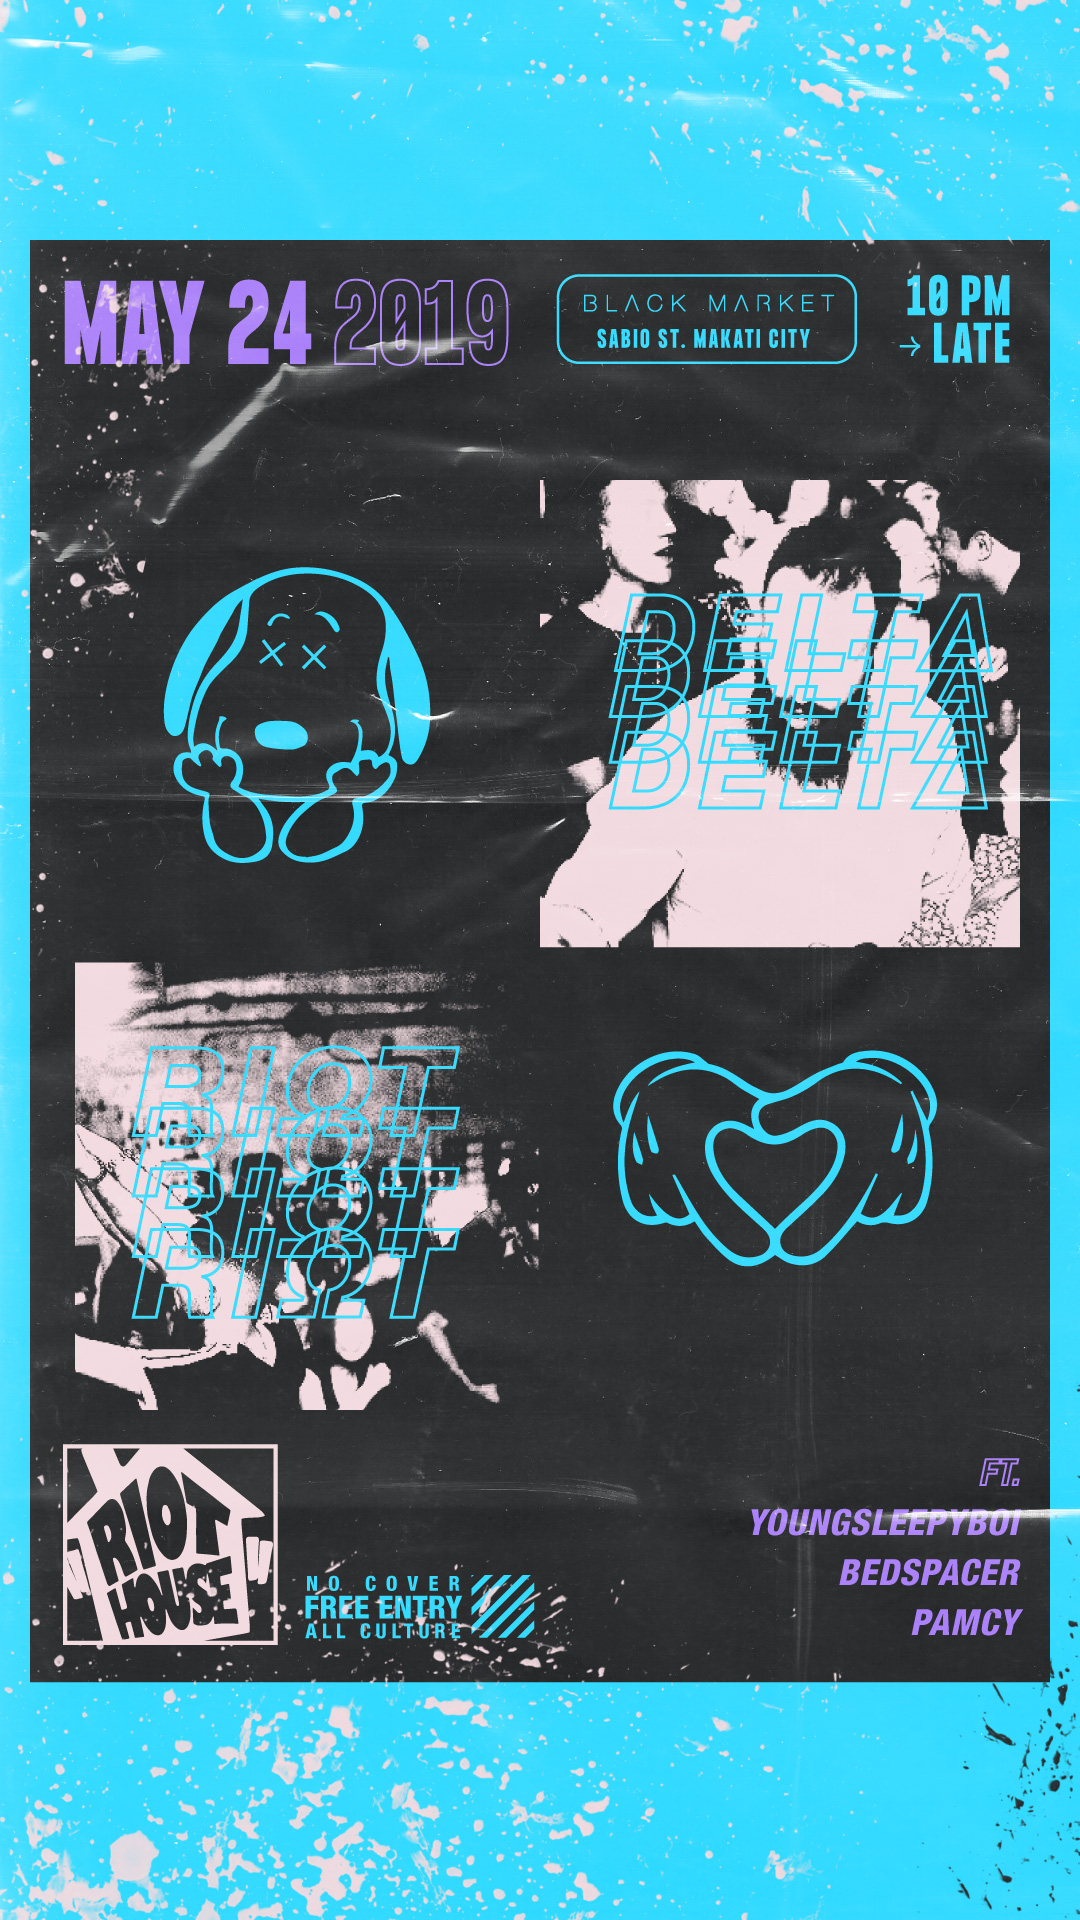 MAY 24 2019
BLACK MARKET
SABIO ST. MAKATI CITY
10 PM
→ LATE
DELTA
DELTA
DELTA
DELTA
RIOT
RIOT
RIOT
RIOT
RIOT
HOUSE
NO COVER
FREE ENTRY
ALL CULTURE
FT.
YOUNGSLEEPYBOI
BEDSPACER
PAMCY